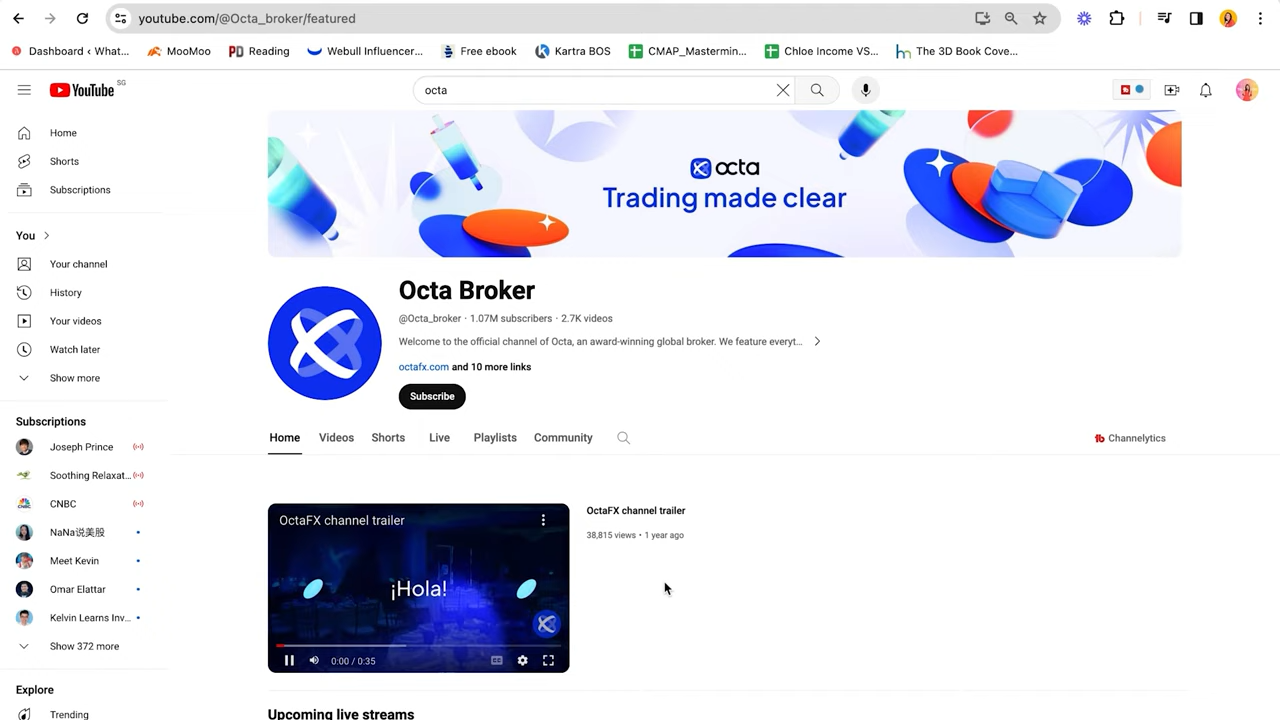 youtube.com/@Octa_broker/featured
Dashboard ‹ What...
MooMoo
PD Reading
Webull Influencer...
Free ebook
Kartra BOS
CMAP_Mastermin...
Chloe Income VS...
The 3D Book Cove...
YouTube SG
octa
Home
Shorts
Subscriptions
You
Your channel
History
Your videos
Watch later
Show more
Subscriptions
Joseph Prince
Soothing Relaxat...
CNBC
NaNa说美股
Meet Kevin
Omar Elattar
Kelvin Learns Inv...
Show 372 more
Explore
Trending
octa
Trading made clear
Octa Broker
@Octa_broker · 1.07M subscribers · 2.7K videos
Welcome to the official channel of Octa, an award-winning global broker. We feature everyt...
octafx.com and 10 more links
Subscribe
Home
Videos
Shorts
Live
Playlists
Community
Channelytics
OctaFX channel trailer
¡Hola!
0:00 / 0:35
OctaFX channel trailer
38,815 views • 1 year ago
Upcoming live streams